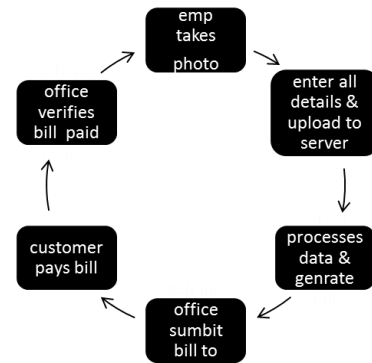 emp
takes
photo
enter all
details &
upload to
server
processes
data &
genrate
office
sumbit
bill to
customer
pays bill
office
verifies
bill paid